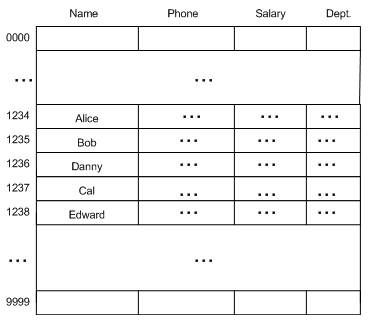 Name Phone Salary Dept.
0000
... ...
1234 Alice ... ... ...
1235 Bob ... ... ...
1236 Danny ... ... ...
1237 Cal ... ... ...
1238 Edward ... ... ...
... ...
9999